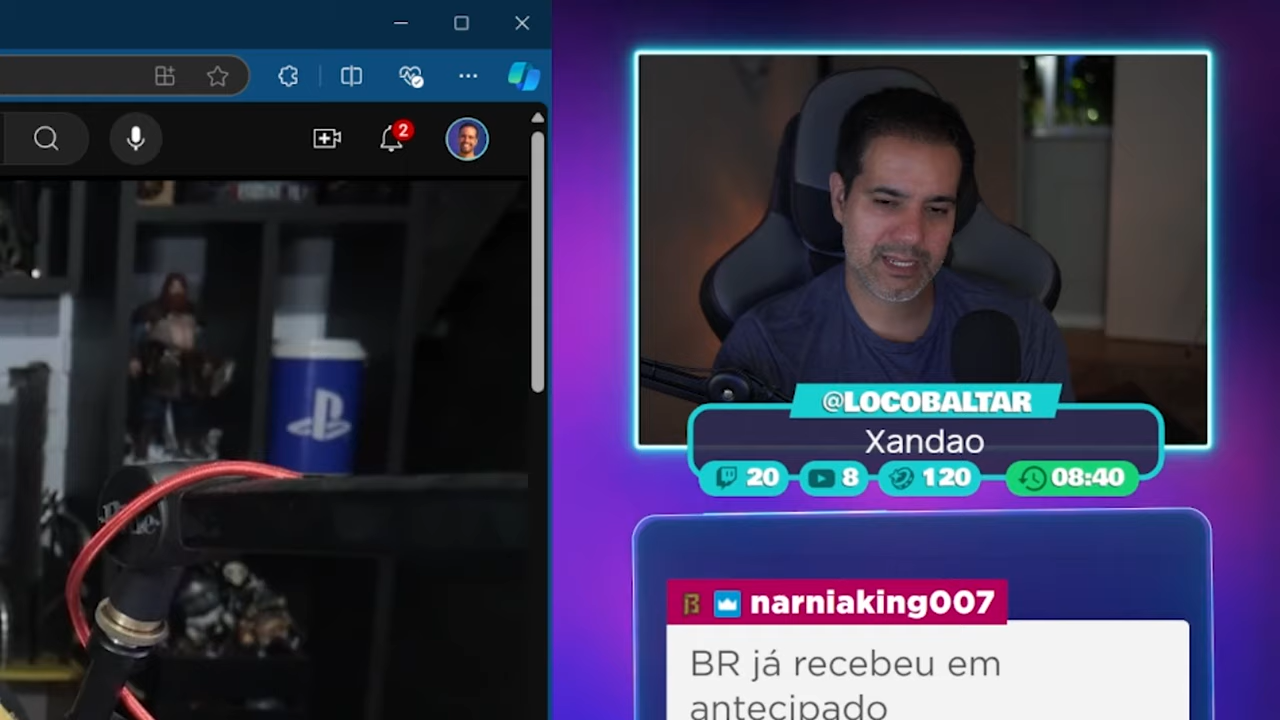 2
@LOCOBALTAR
Xandao
20
8
120
08:40
narniaking007
BR já recebeu em
antecipado